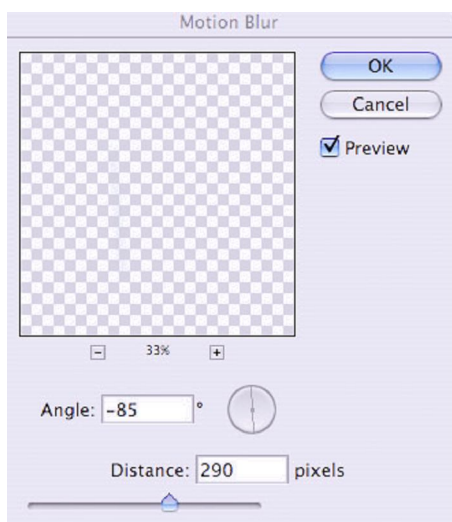 Motion Blur
OK
Cancel
Preview
- 33% +
Angle: -85 °
Distance: 290 pixels